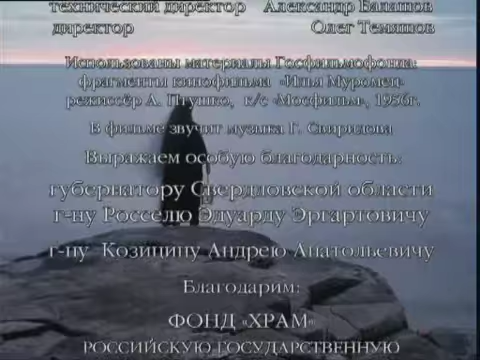 технический директор Александр Балашов
директор Олег Темяшов
Использованы материалы Госфильмофонда:
фрагменты кинофильма «Илья Муромец»
режиссёр А. Птушко, к/с «Мосфильм», 1956г.
В фильме звучит музыка Г. Свиридова
Выражаем особую благодарность:
губернатору Свердловской области
г-ну Росселю Эдуарду Эргартовичу
г-ну Козицину Андрею Анатольевичу
Благодарим:
ФОНД «ХРАМ»
РОССИЙСКУЮ ГОСУДАРСТВЕННУЮ